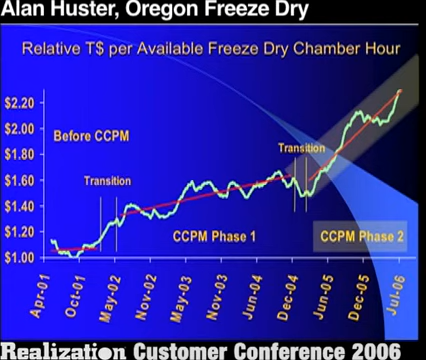 Alan Huster, Oregon Freeze Dry
Relative T$ per Available Freeze Dry Chamber Hour
$2.20
$2.00
$1.80
$1.60
$1.40
$1.20
$1.00
Before CCPM
Transition
Transition
CCPM Phase 1
CCPM Phase 2
Apr-01
Oct-01
May-02
Nov-02
May-03
Nov-03
Jun-04
Dec-04
Jun-05
Dec-05
Jul-06
Realization Customer Conference 2006